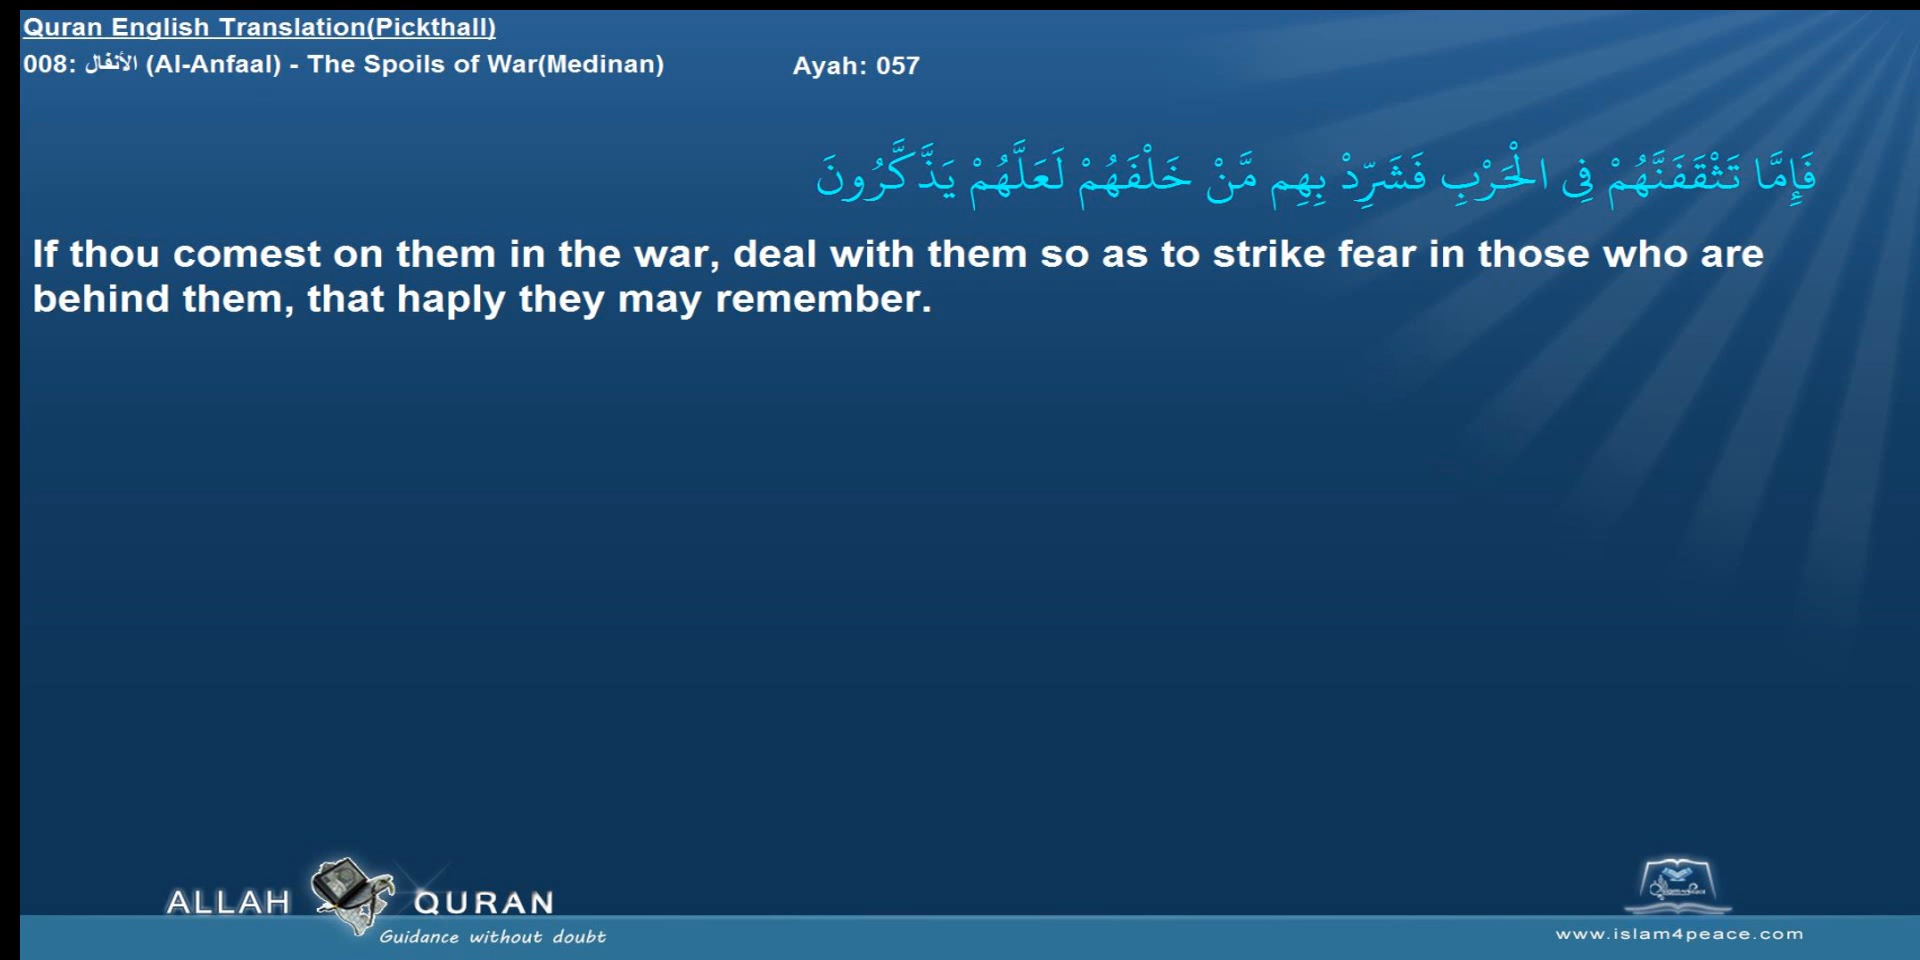 Quran English Translation(Pickthall)
008: الأنفال (Al-Anfaal) - The Spoils of War(Medinan) Ayah: 057
فَإِمَّا تَثْقَفَنَّهُمْ فِى الْحَرْبِ فَشَرِّدْ بِهِم مَّنْ خَلْفَهُمْ لَعَلَّهُمْ يَذَّكَّرُونَ
If thou comest on them in the war, deal with them so as to strike fear in those who are
behind them, that haply they may remember.
ALLAH QURAN
Guidance without doubt
www.islam4peace.com